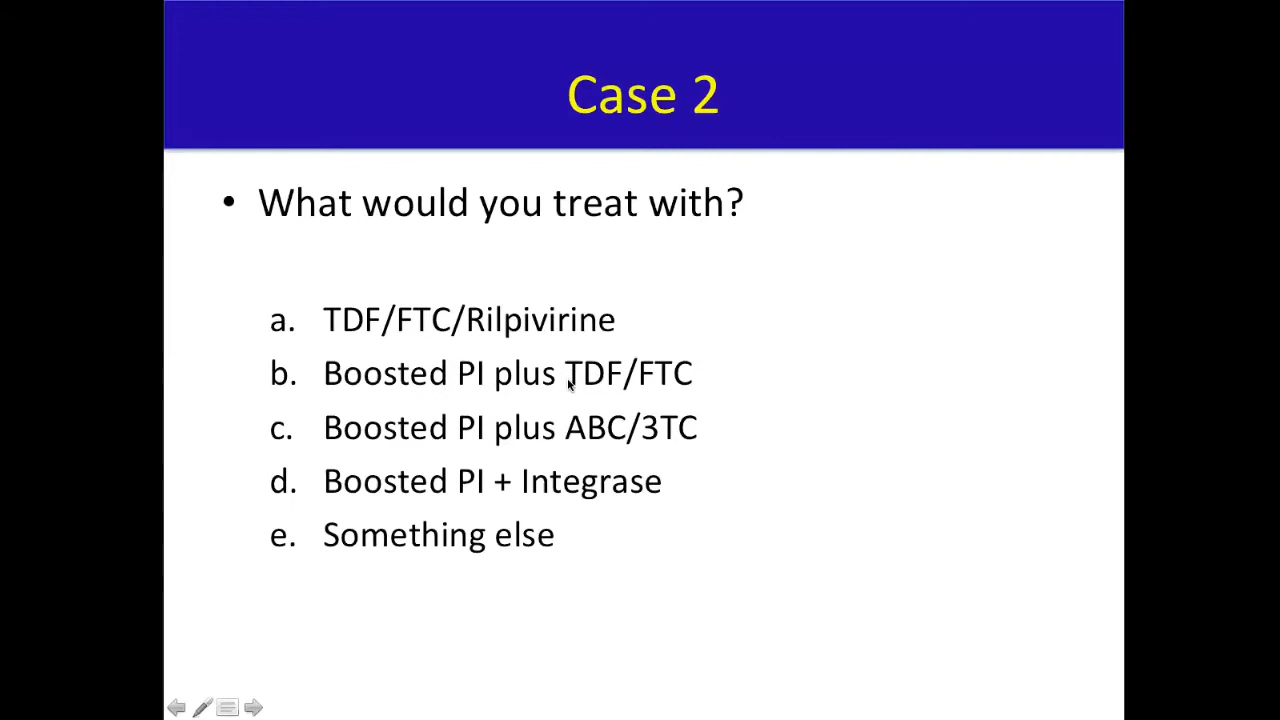 Case 2
• What would you treat with?
a. TDF/FTC/Rilpivirine
b. Boosted PI plus TDF/FTC
c. Boosted PI plus ABC/3TC
d. Boosted PI + Integrase
e. Something else